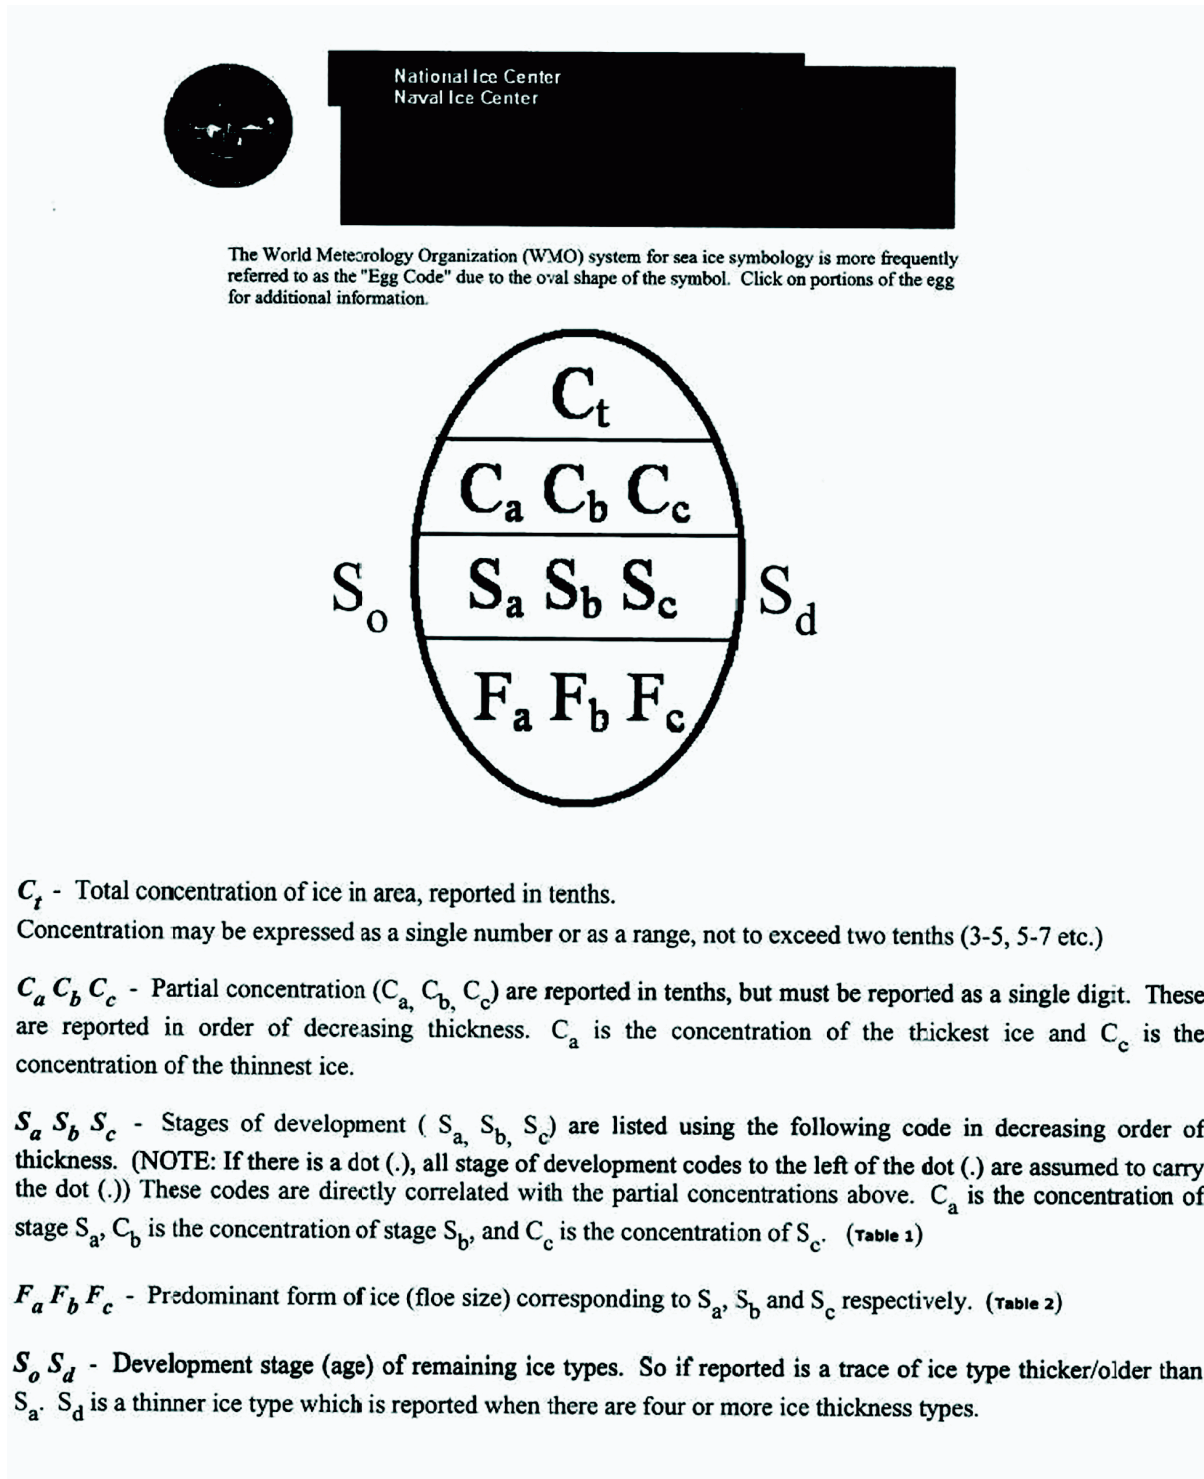 National Ice Center
Naval Ice Center
The World Meteorology Organization (WMO) system for sea ice symbology is more frequently
referred to as the "Egg Code" due to the oval shape of the symbol. Click on portions of the egg
for additional information.
Ct
Ca Cb Cc
So Sa Sb Sc Sd
Fa Fb Fc
Ct - Total concentration of ice in area, reported in tenths.
Concentration may be expressed as a single number or as a range, not to exceed two tenths (3-5, 5-7 etc.)
Ca Cb Cc - Partial concentration (Ca, Cb, Cc) are reported in tenths, but must be reported as a single digit. These
are reported in order of decreasing thickness. Ca is the concentration of the thickest ice and Cc is the
concentration of the thinnest ice.
Sa Sb Sc - Stages of development ( Sa, Sb, Sc) are listed using the following code in decreasing order of
thickness. (NOTE: If there is a dot (.), all stage of development codes to the left of the dot (.) are assumed to carry
the dot (.)) These codes are directly correlated with the partial concentrations above. Ca is the concentration of
stage Sa, Cb is the concentration of stage Sb, and Cc is the concentration of Sc. (Table 1)
Fa Fb Fc - Predominant form of ice (floe size) corresponding to Sa, Sb and Sc respectively. (Table 2)
So Sd - Development stage (age) of remaining ice types. So if reported is a trace of ice type thicker/older than
Sa. Sd is a thinner ice type which is reported when there are four or more ice thickness types.